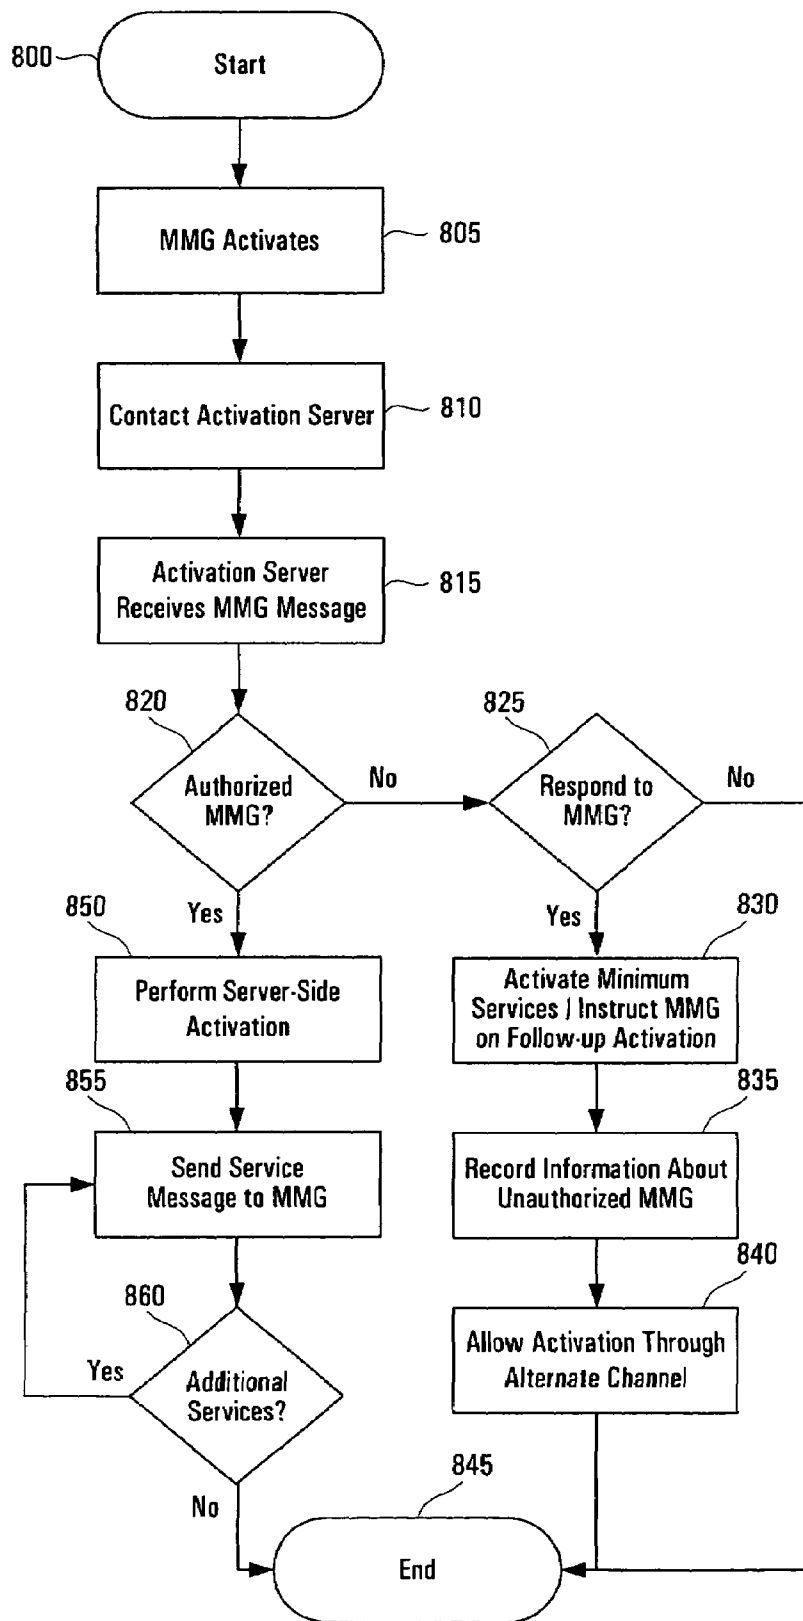 800
Start
MMG Activates
805
Contact Activation Server
810
Activation Server
Receives MMG Message
815
820
Authorized
MMG?
No
Yes
825
Respond to
MMG?
No
Yes
850
Perform Server-Side
Activation
830
Activate Minimum
Services / Instruct MMG
on Follow-up Activation
855
Send Service
Message to MMG
835
Record Information About
Unauthorized MMG
860
Additional
Services?
Yes
No
840
Allow Activation Through
Alternate Channel
845
End